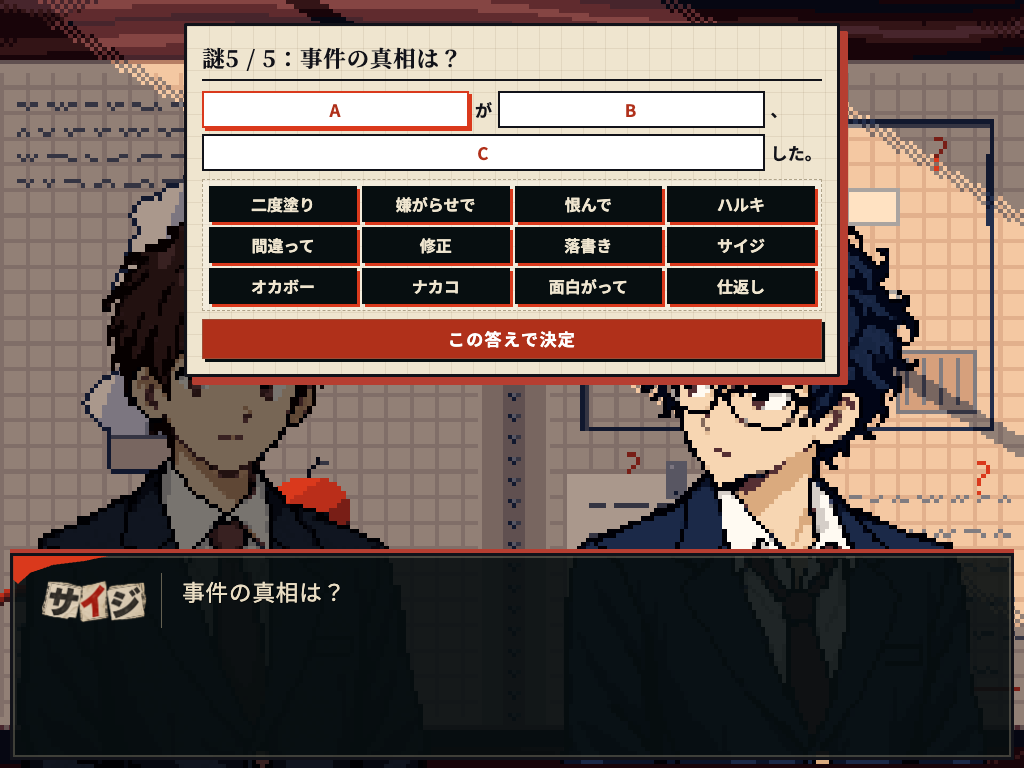 謎5 / 5：事件の真相は？
A が B 、
C した。
二度塗り 嫌がらせで 恨んで ハルキ
間違って 修正 落書き サイジ
オカボー ナカコ 面白がって 仕返し
この答えで決定
サイジ
事件の真相は？